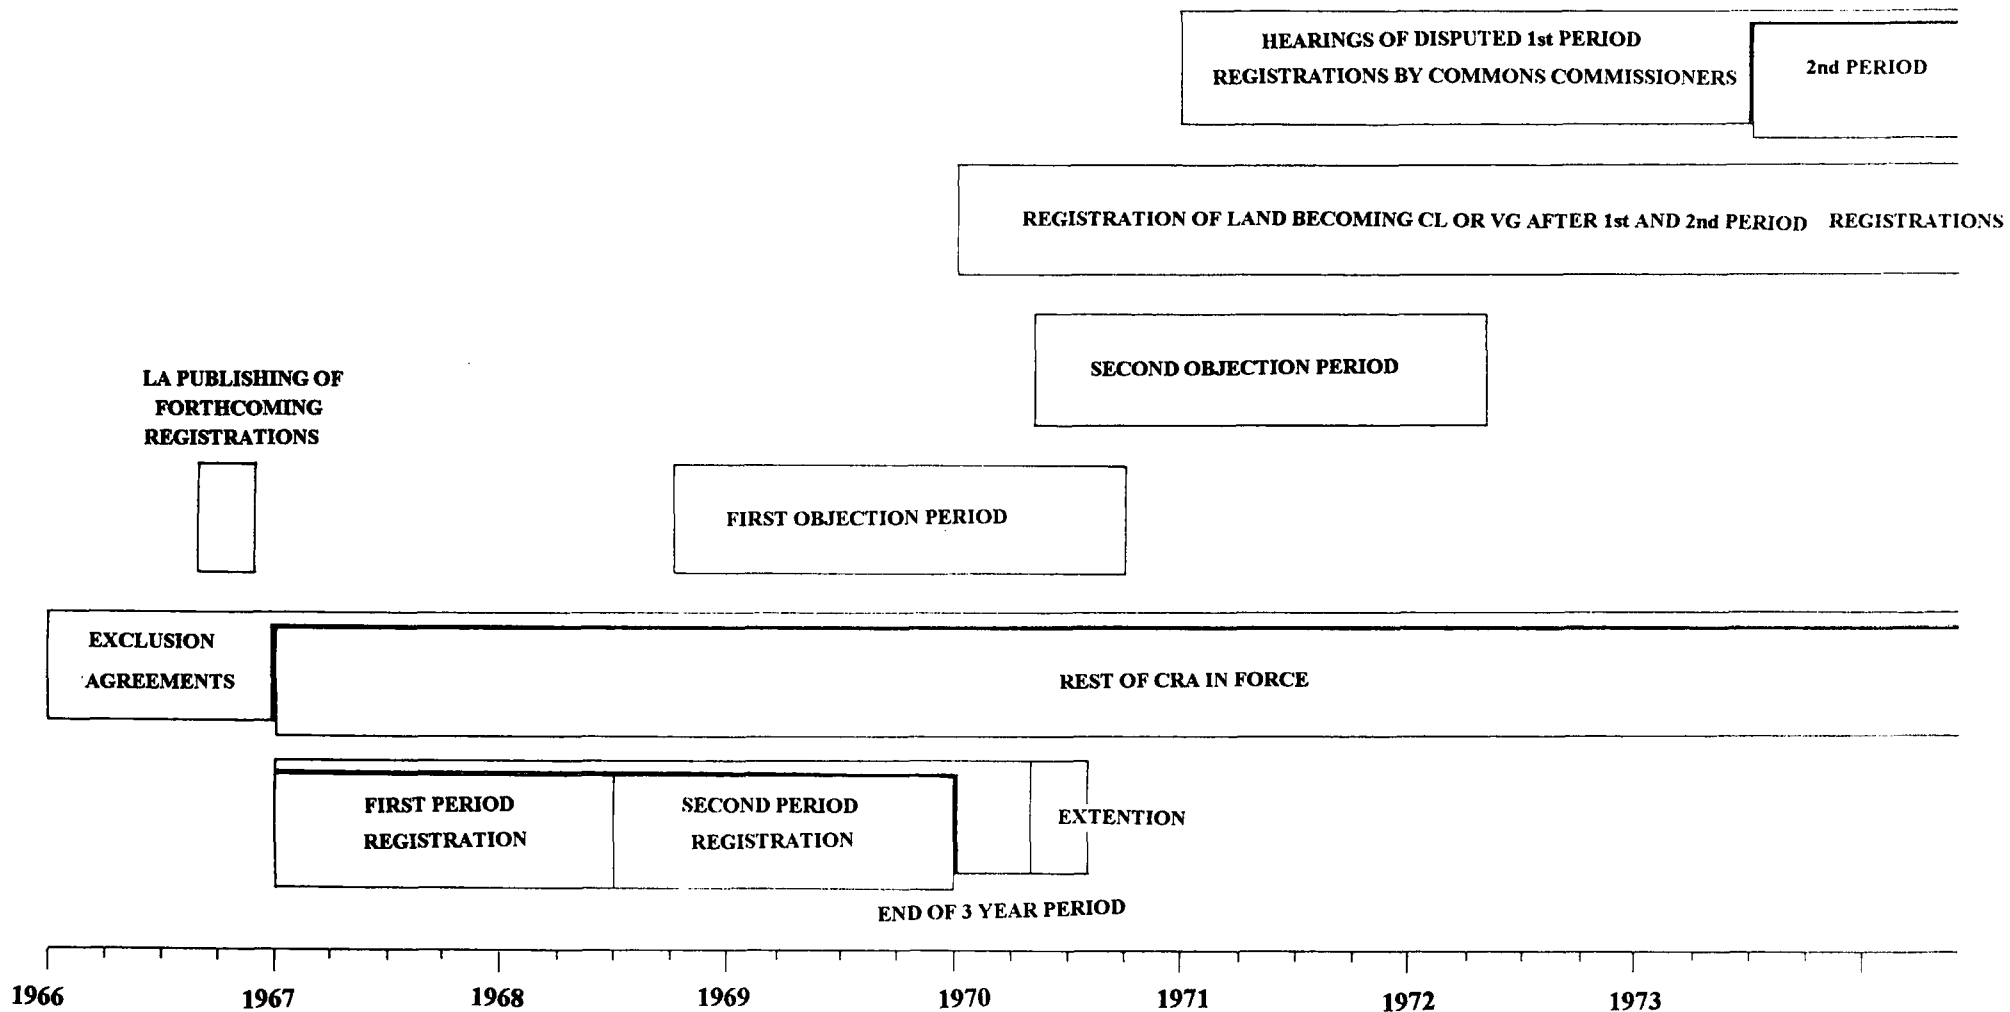 HEARINGS OF DISPUTED 1st PERIOD
REGISTRATIONS BY COMMONS COMMISSIONERS
2nd PERIOD
REGISTRATION OF LAND BECOMING CL OR VG AFTER 1st AND 2nd PERIOD REGISTRATIONS
SECOND OBJECTION PERIOD
LA PUBLISHING OF
FORTHCOMING
REGISTRATIONS
FIRST OBJECTION PERIOD
EXCLUSION
AGREEMENTS
REST OF CRA IN FORCE
FIRST PERIOD
REGISTRATION
SECOND PERIOD
REGISTRATION
EXTENTION
END OF 3 YEAR PERIOD
1966 1967 1968 1969 1970 1971 1972 1973